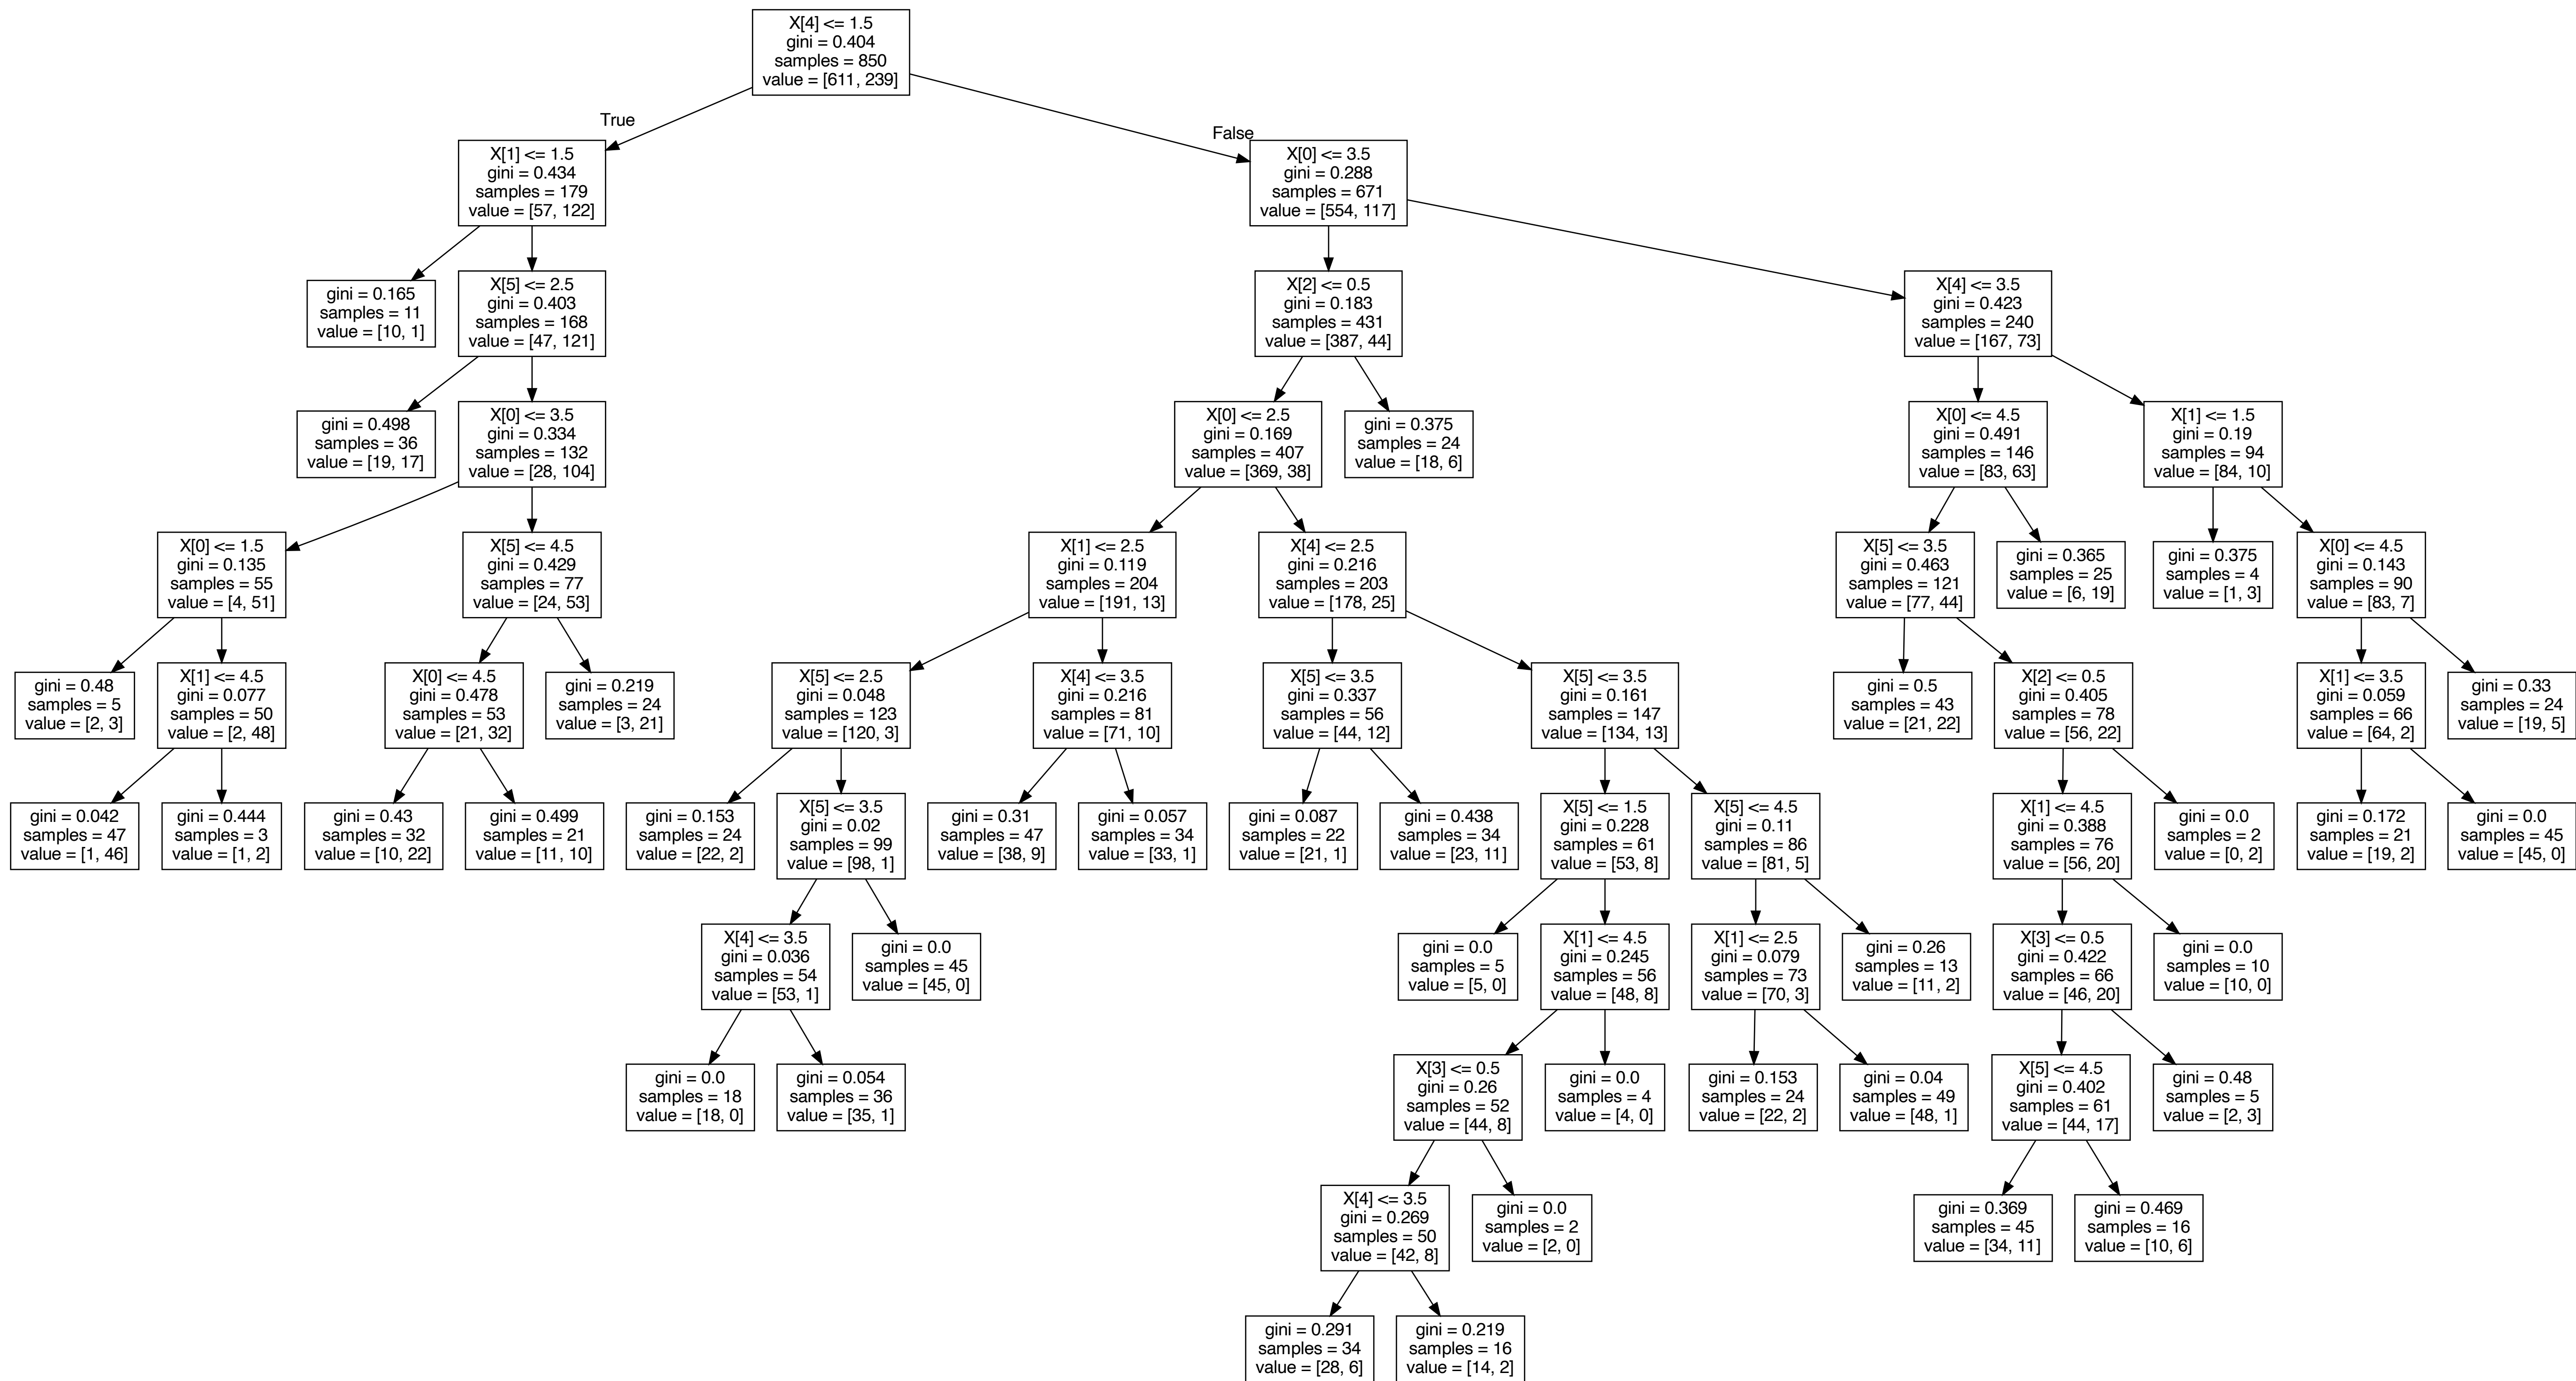 X[4] <= 1.5
gini = 0.404
samples = 850
value = [611, 239]
True
False
X[1] <= 1.5
gini = 0.434
samples = 179
value = [57, 122]
X[0] <= 3.5
gini = 0.288
samples = 671
value = [554, 117]
gini = 0.165
samples = 11
value = [10, 1]
X[5] <= 2.5
gini = 0.403
samples = 168
value = [47, 121]
X[2] <= 0.5
gini = 0.183
samples = 431
value = [387, 44]
X[4] <= 3.5
gini = 0.423
samples = 240
value = [167, 73]
gini = 0.498
samples = 36
value = [19, 17]
X[0] <= 3.5
gini = 0.334
samples = 132
value = [28, 104]
X[0] <= 2.5
gini = 0.169
samples = 407
value = [369, 38]
gini = 0.375
samples = 24
value = [18, 6]
X[0] <= 4.5
gini = 0.491
samples = 146
value = [83, 63]
X[1] <= 1.5
gini = 0.19
samples = 94
value = [84, 10]
X[0] <= 1.5
gini = 0.135
samples = 55
value = [4, 51]
X[5] <= 4.5
gini = 0.429
samples = 77
value = [24, 53]
X[1] <= 2.5
gini = 0.119
samples = 204
value = [191, 13]
X[4] <= 2.5
gini = 0.216
samples = 203
value = [178, 25]
X[5] <= 3.5
gini = 0.463
samples = 121
value = [77, 44]
gini = 0.365
samples = 25
value = [6, 19]
gini = 0.375
samples = 4
value = [1, 3]
X[0] <= 4.5
gini = 0.143
samples = 90
value = [83, 7]
gini = 0.48
samples = 5
value = [2, 3]
X[1] <= 4.5
gini = 0.077
samples = 50
value = [2, 48]
X[0] <= 4.5
gini = 0.478
samples = 53
value = [21, 32]
gini = 0.219
samples = 24
value = [3, 21]
X[5] <= 2.5
gini = 0.048
samples = 123
value = [120, 3]
X[4] <= 3.5
gini = 0.216
samples = 81
value = [71, 10]
X[5] <= 3.5
gini = 0.337
samples = 56
value = [44, 12]
X[5] <= 3.5
gini = 0.161
samples = 147
value = [134, 13]
gini = 0.5
samples = 43
value = [21, 22]
X[2] <= 0.5
gini = 0.405
samples = 78
value = [56, 22]
X[1] <= 3.5
gini = 0.059
samples = 66
value = [64, 2]
gini = 0.33
samples = 24
value = [19, 5]
gini = 0.042
samples = 47
value = [1, 46]
gini = 0.444
samples = 3
value = [1, 2]
gini = 0.43
samples = 32
value = [10, 22]
gini = 0.499
samples = 21
value = [11, 10]
gini = 0.153
samples = 24
value = [22, 2]
X[5] <= 3.5
gini = 0.02
samples = 99
value = [98, 1]
gini = 0.31
samples = 47
value = [38, 9]
gini = 0.057
samples = 34
value = [33, 1]
gini = 0.087
samples = 22
value = [21, 1]
gini = 0.438
samples = 34
value = [23, 11]
X[5] <= 1.5
gini = 0.228
samples = 61
value = [53, 8]
X[5] <= 4.5
gini = 0.11
samples = 86
value = [81, 5]
X[1] <= 4.5
gini = 0.388
samples = 76
value = [56, 20]
gini = 0.0
samples = 2
value = [0, 2]
gini = 0.172
samples = 21
value = [19, 2]
gini = 0.0
samples = 45
value = [45, 0]
X[4] <= 3.5
gini = 0.036
samples = 54
value = [53, 1]
gini = 0.0
samples = 45
value = [45, 0]
gini = 0.0
samples = 5
value = [5, 0]
X[1] <= 4.5
gini = 0.245
samples = 56
value = [48, 8]
X[1] <= 2.5
gini = 0.079
samples = 73
value = [70, 3]
gini = 0.26
samples = 13
value = [11, 2]
X[3] <= 0.5
gini = 0.422
samples = 66
value = [46, 20]
gini = 0.0
samples = 10
value = [10, 0]
gini = 0.0
samples = 18
value = [18, 0]
gini = 0.054
samples = 36
value = [35, 1]
X[3] <= 0.5
gini = 0.26
samples = 52
value = [44, 8]
gini = 0.0
samples = 4
value = [4, 0]
gini = 0.153
samples = 24
value = [22, 2]
gini = 0.04
samples = 49
value = [48, 1]
X[5] <= 4.5
gini = 0.402
samples = 61
value = [44, 17]
gini = 0.48
samples = 5
value = [2, 3]
X[4] <= 3.5
gini = 0.269
samples = 50
value = [42, 8]
gini = 0.0
samples = 2
value = [2, 0]
gini = 0.369
samples = 45
value = [34, 11]
gini = 0.469
samples = 16
value = [10, 6]
gini = 0.291
samples = 34
value = [28, 6]
gini = 0.219
samples = 16
value = [14, 2]